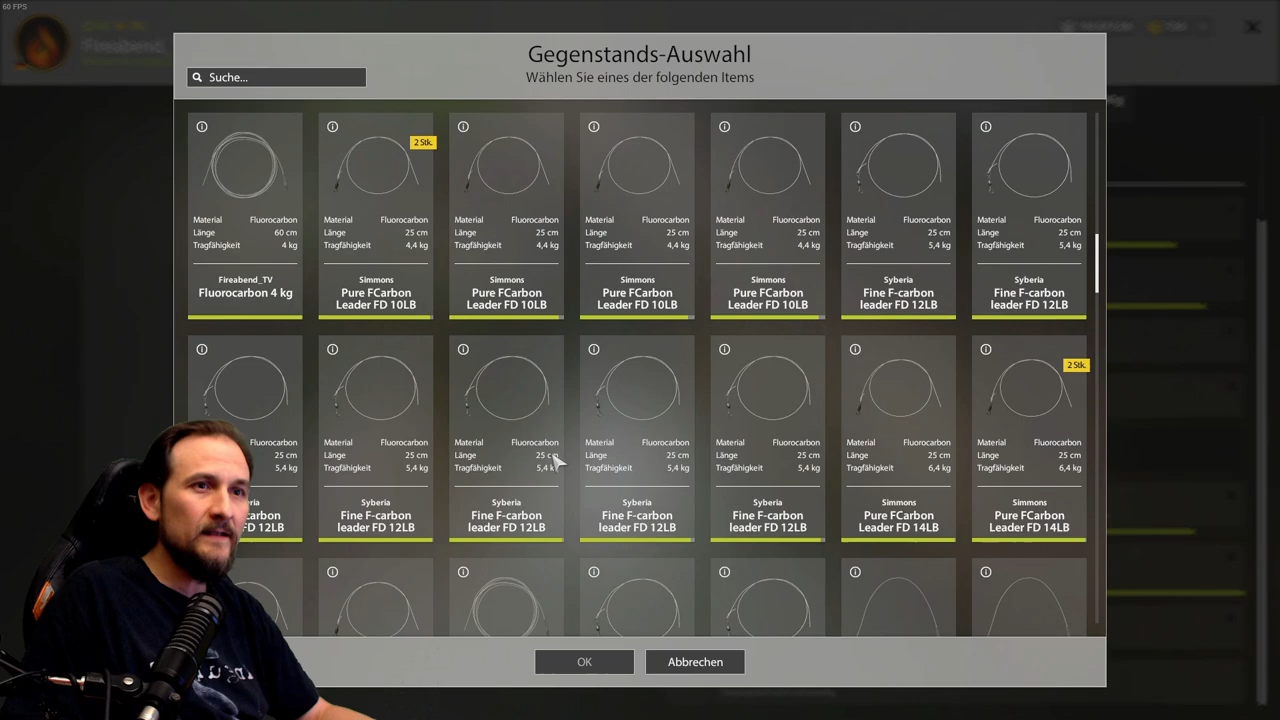 60 FPS
Gegenstands-Auswahl
Suche...
Wählen Sie eines der folgenden Items
2 Stk.
Material Fluorocarbon
Länge 60 cm
Tragfähigkeit 4 kg
Fireabend_TV
Fluorocarbon 4 kg
Material Fluorocarbon
Länge 25 cm
Tragfähigkeit 4,4 kg
Simmons
Pure FCarbon
Leader FD 10LB
Material Fluorocarbon
Länge 25 cm
Tragfähigkeit 4,4 kg
Simmons
Pure FCarbon
Leader FD 10LB
Material Fluorocarbon
Länge 25 cm
Tragfähigkeit 4,4 kg
Simmons
Pure FCarbon
Leader FD 10LB
Material Fluorocarbon
Länge 25 cm
Tragfähigkeit 4,4 kg
Simmons
Pure FCarbon
Leader FD 10LB
Material Fluorocarbon
Länge 25 cm
Tragfähigkeit 5,4 kg
Syberia
Fine F-carbon
leader FD 12LB
Material Fluorocarbon
Länge 25 cm
Tragfähigkeit 5,4 kg
Syberia
Fine F-carbon
leader FD 12LB
2 Stk.
Fluorocarbon
25 cm
5,4 kg
FD 12LB
Material Fluorocarbon
Länge 25 cm
Tragfähigkeit 5,4 kg
Syberia
Fine F-carbon
leader FD 12LB
Material Fluorocarbon
Länge 25 cm
Tragfähigkeit 5,4 kg
Syberia
Fine F-carbon
leader FD 12LB
Material Fluorocarbon
Länge 25 cm
Tragfähigkeit 5,4 kg
Syberia
Fine F-carbon
leader FD 12LB
Material Fluorocarbon
Länge 25 cm
Tragfähigkeit 5,4 kg
Syberia
Fine F-carbon
leader FD 12LB
Material Fluorocarbon
Länge 25 cm
Tragfähigkeit 6,4 kg
Simmons
Pure FCarbon
Leader FD 14LB
Material Fluorocarbon
Länge 25 cm
Tragfähigkeit 6,4 kg
Simmons
Pure FCarbon
Leader FD 14LB
OK
Abbrechen